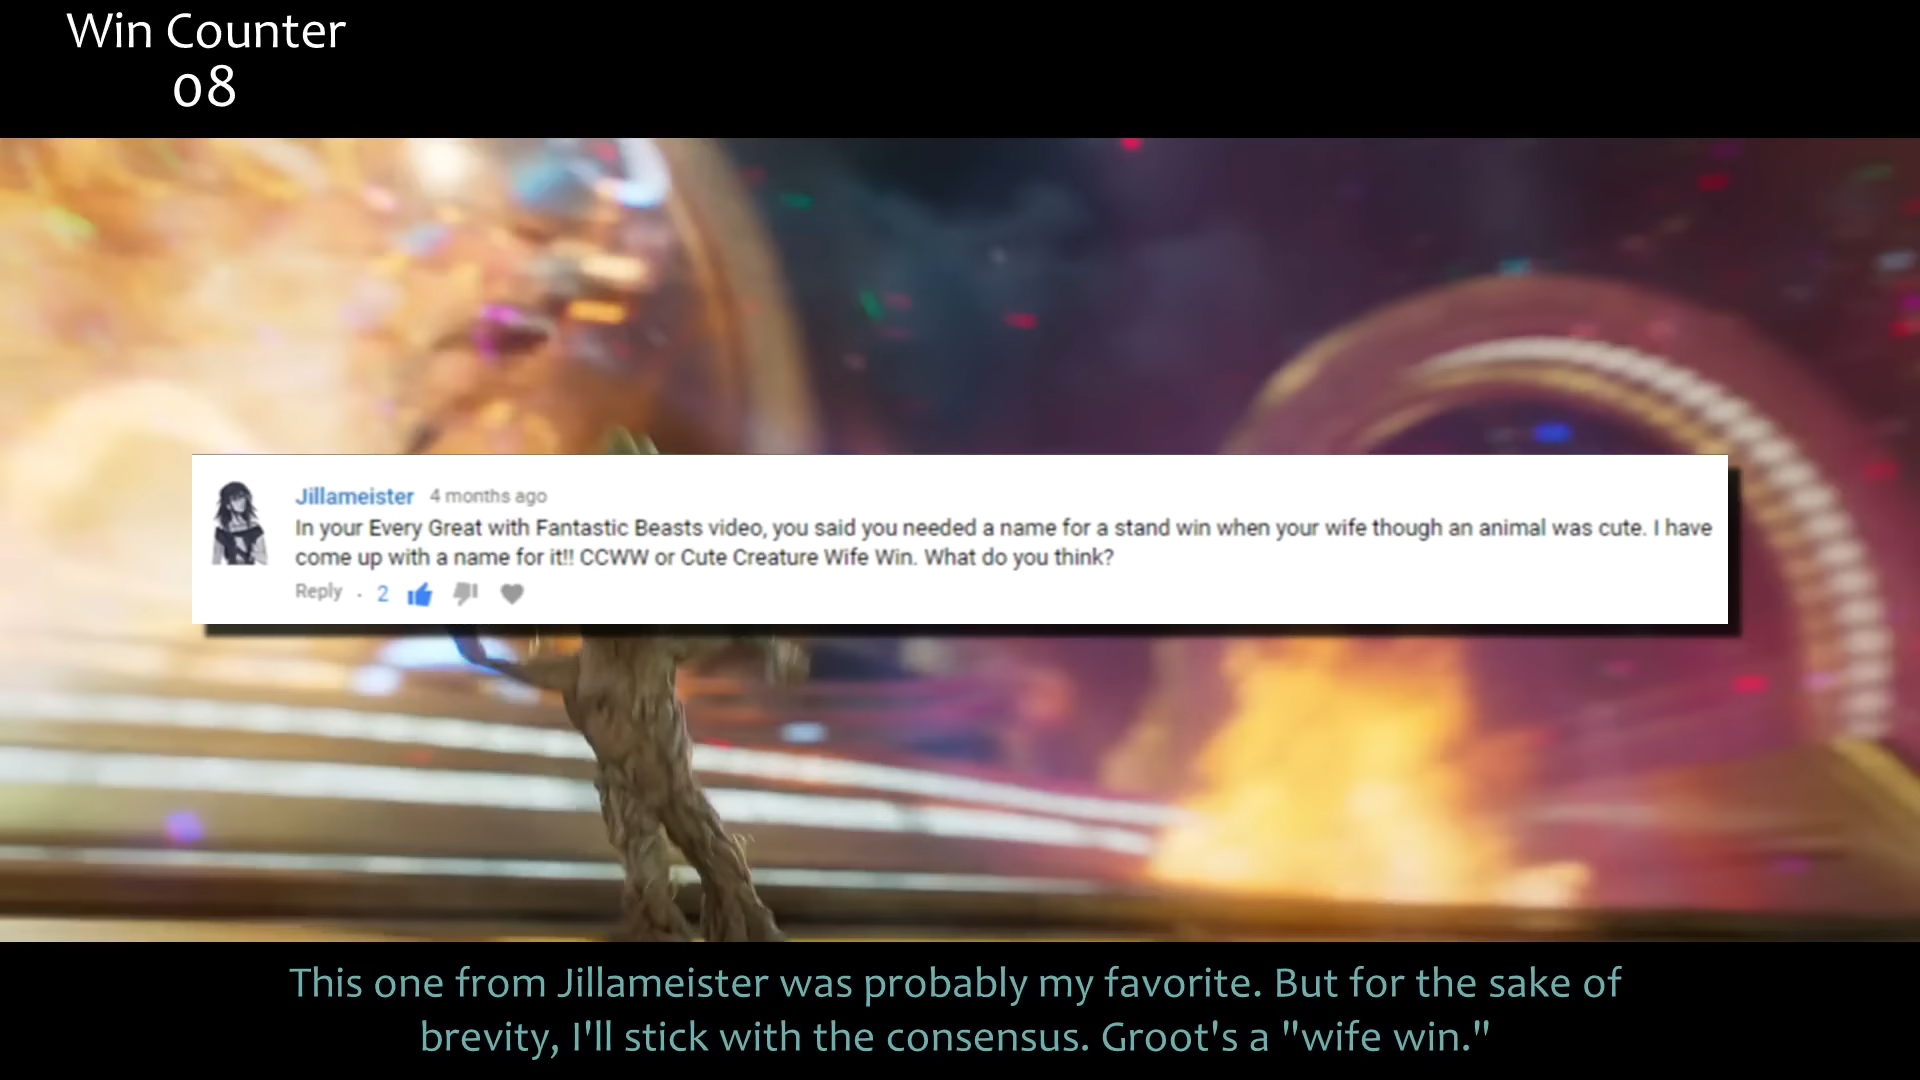 Win Counter
08
Jillameister 4 months ago
In your Every Great with Fantastic Beasts video, you said you needed a name for a stand win when your wife though an animal was cute. I have
come up with a name for it!! CCWW or Cute Creature Wife Win. What do you think?
Reply · 2
This one from Jillameister was probably my favorite. But for the sake of
brevity, I'll stick with the consensus. Groot's a "wife win."